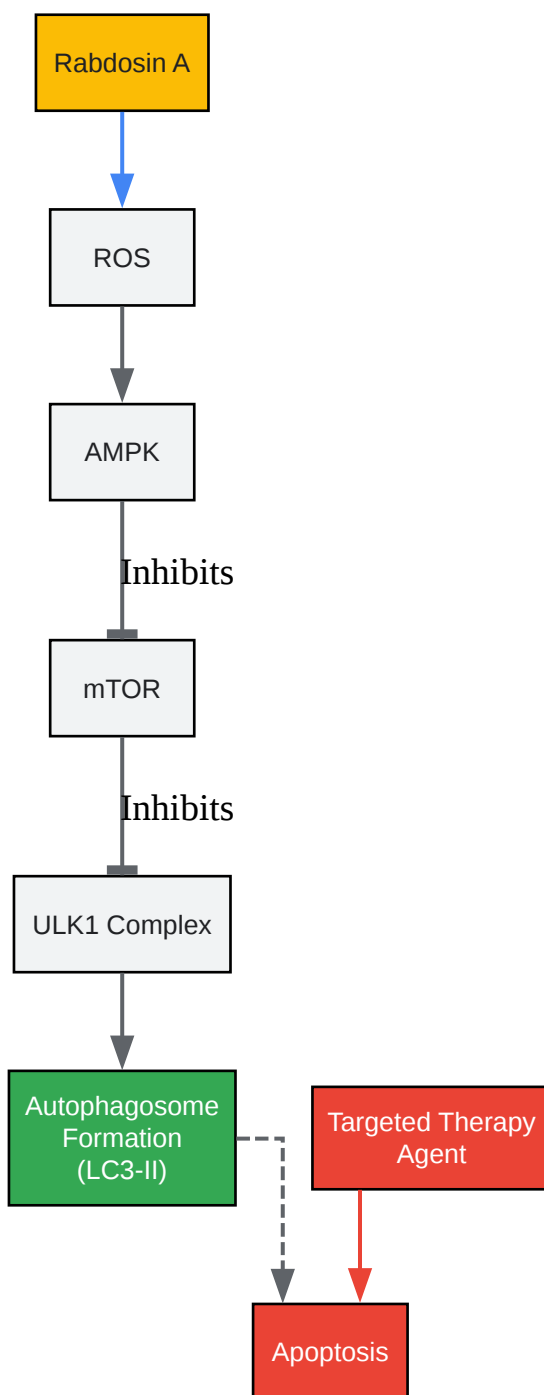 Rabdosin A
ROS
AMPK
Inhibits
mTOR
Inhibits
ULK1 Complex
Autophagosome
Formation
(LC3-II)
Targeted Therapy
Agent
Apoptosis